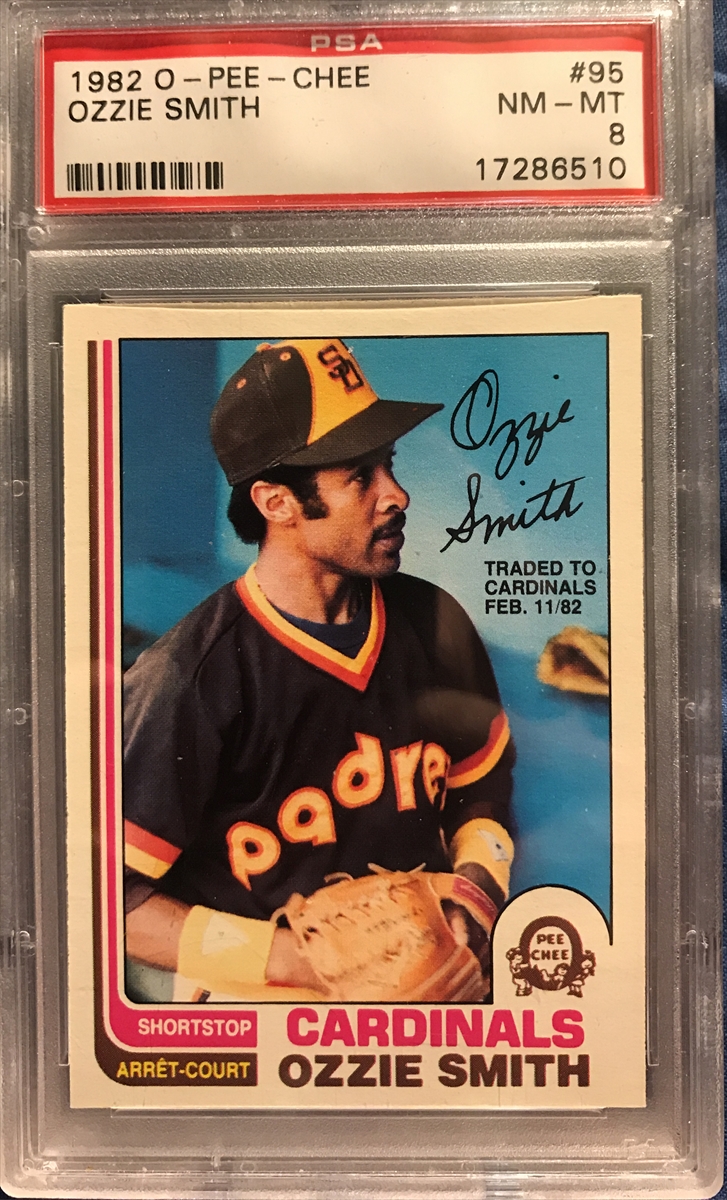 PSA
1982 O-PEE-CHEE #95
OZZIE SMITH NM-MT
8
17286510
SD
Ozzie
Smith
TRADED TO
CARDINALS
FEB. 11/82
padre
PEE
CHEE
SHORTSTOP CARDINALS
ARRÊT-COURT OZZIE SMITH